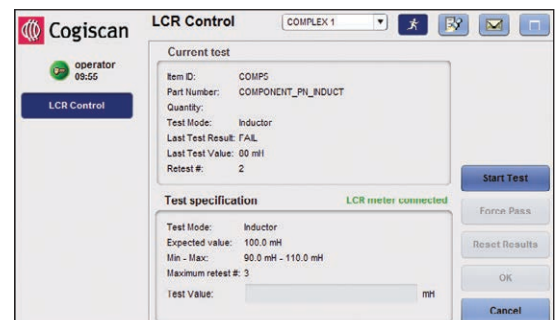 Cogiscan
LCR Control
COMPLEX 1
operator
09:55
LCR Control
Current test
Item ID: COMP5
Part Number: COMPONENT_PN_INDUCT
Quantity:
Test Mode: Inductor
Last Test Result: FAIL
Last Test Value: 80 mH
Retest #: 2
Test specification
LCR meter connected
Test Mode: Inductor
Expected value: 100.0 mH
Min - Max: 90.0 mH - 110.0 mH
Maximum retest #: 3
Test Value: mH
Start Test
Force Pass
Reset Results
OK
Cancel